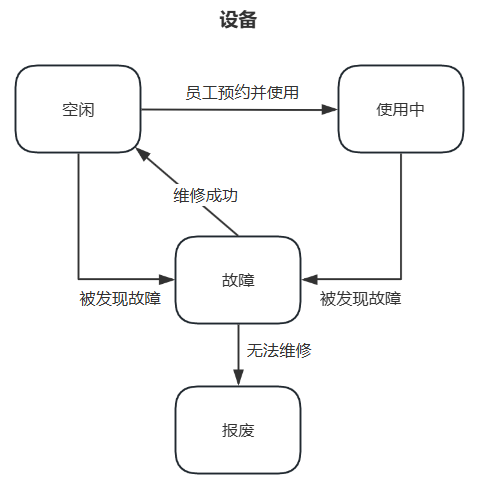 设备
员工预约并使用
空闲
使用中
维修成功
故障
被发现故障
被发现故障
无法维修
报废